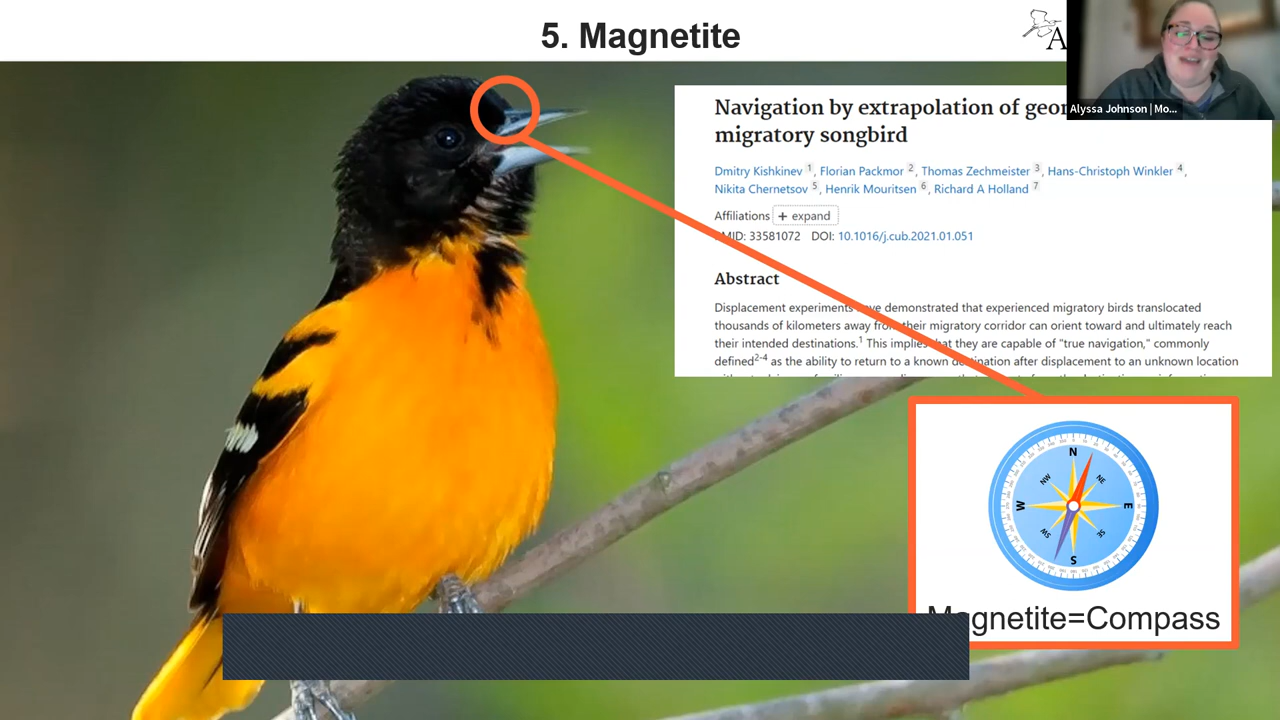 5. Magnetite
A
Alyssa Johnson | Mo...
Navigation by extrapolation of
migratory songbird
Dmitry Kishkinev 1, Florian Packmor 2, Thomas Zechmeister 3, Hans-Christoph Winkler 4,
Nikita Chernetsov 5, Henrik Mouritsen 6, Richard A Holland 7
Affiliations + expand
PMID: 33581072 DOI: 10.1016/j.cub.2021.01.051
Abstract
Displacement experiments have demonstrated that experienced migratory birds translocated
thousands of kilometers away from their migratory corridor can orient toward and ultimately reach
their intended destinations.1 This implies that they are capable of "true navigation," commonly
defined2-4 as the ability to return to a known destination after displacement to an unknown location
N
NW
NE
W
E
SW
SE
S
Magnetite=Compass